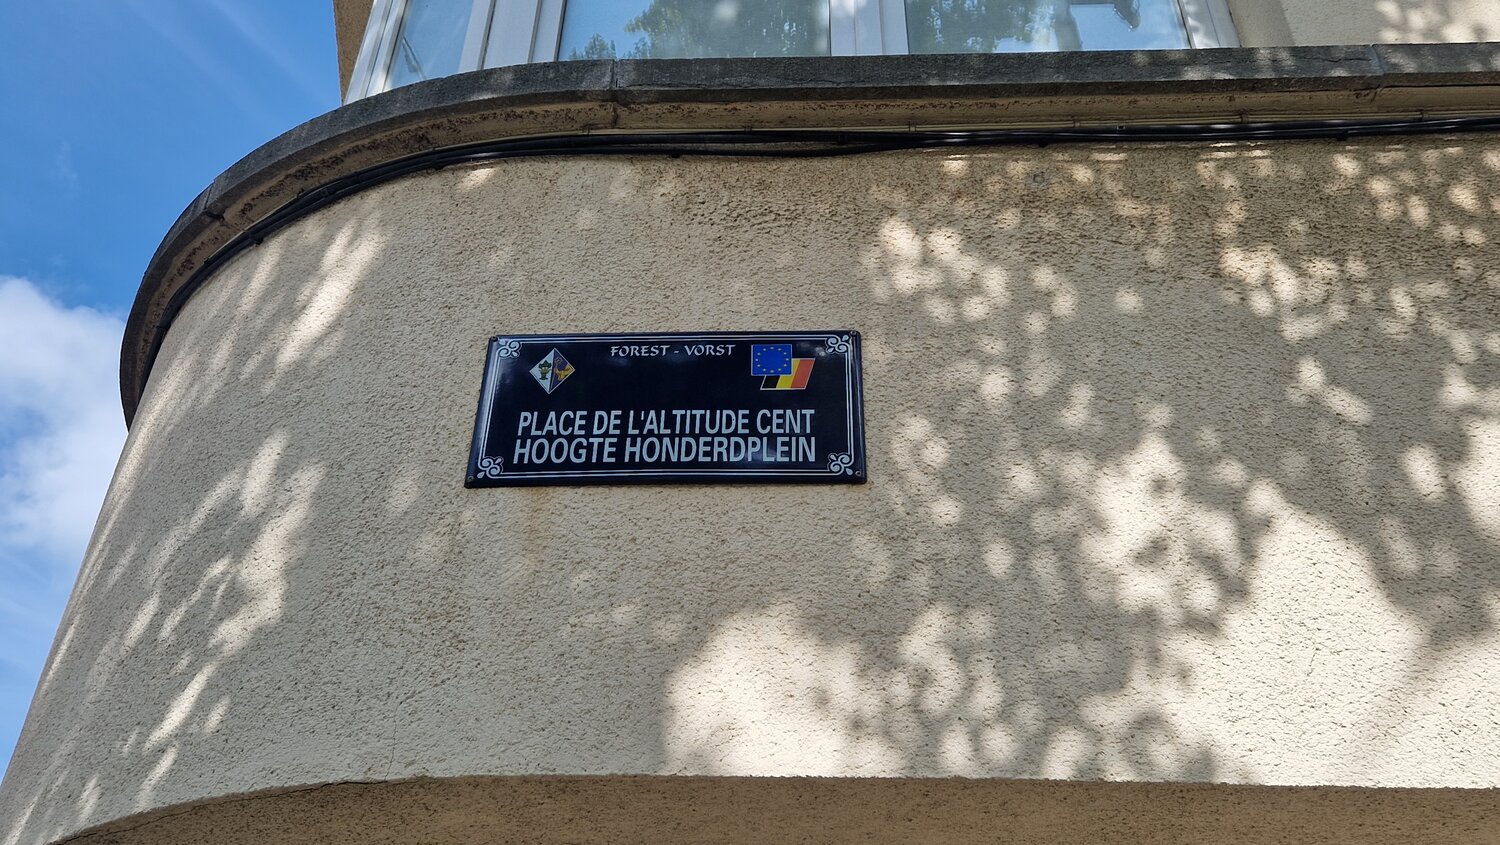 FOREST - VORST
PLACE DE L'ALTITUDE CENT
HOOGTE HONDERDPLEIN